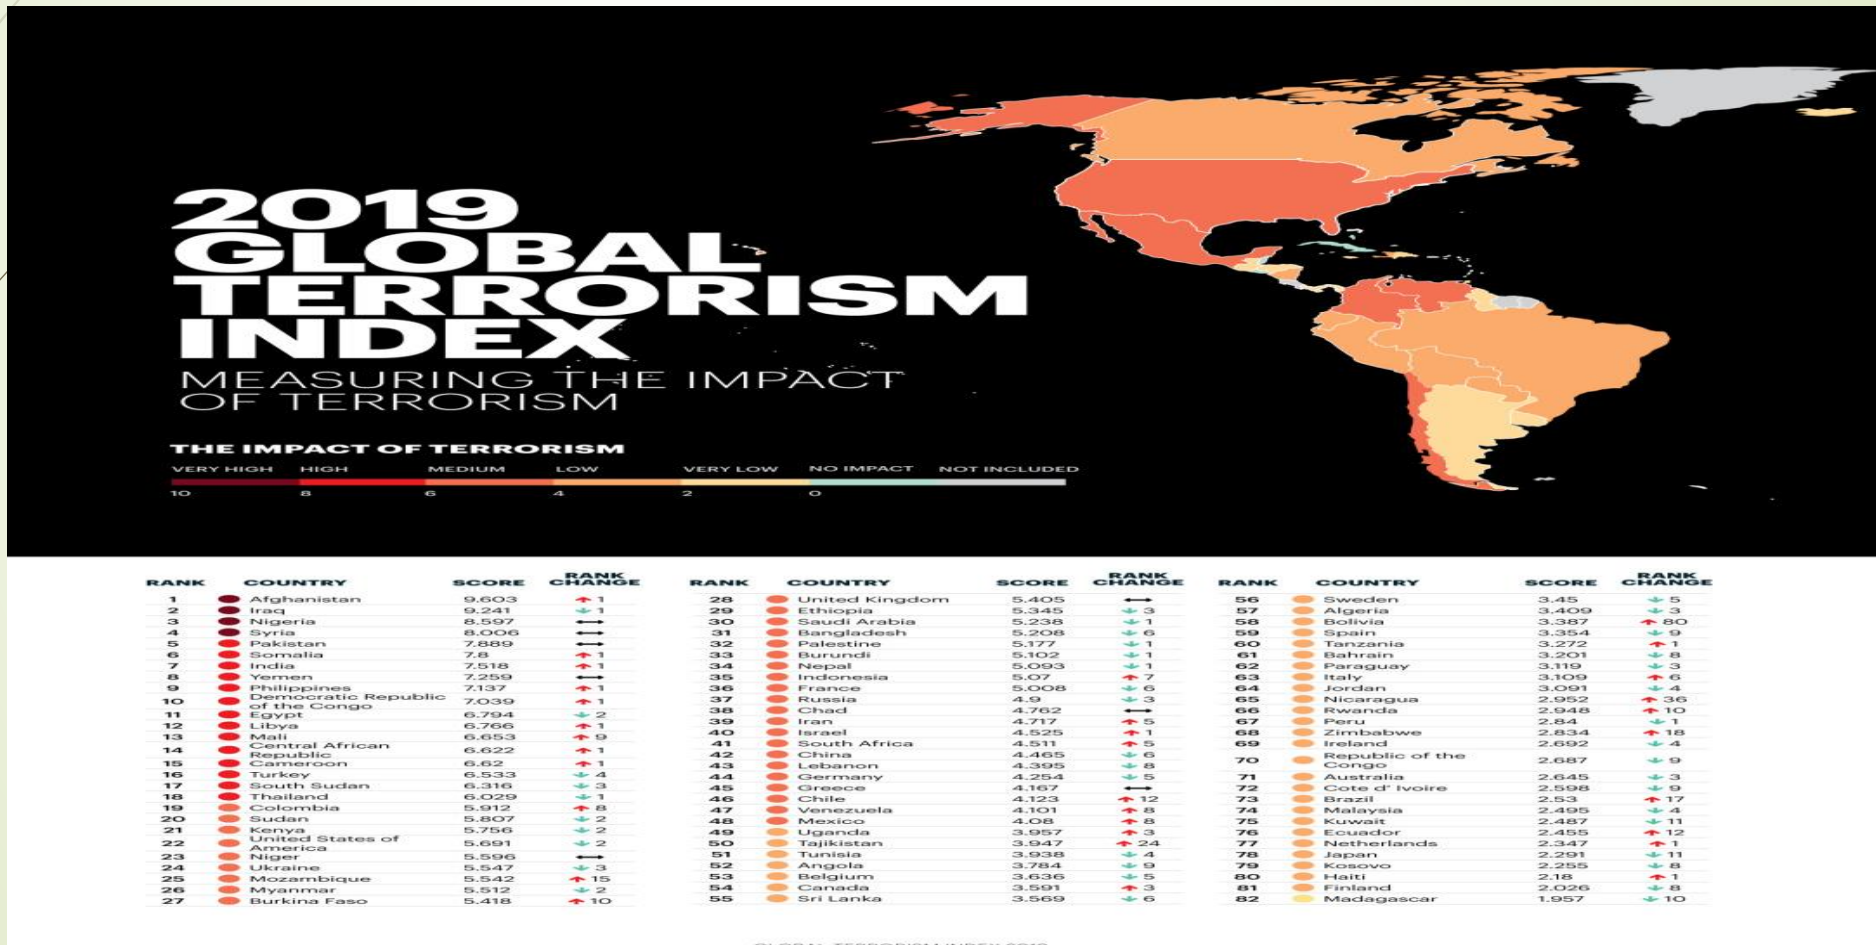 2019
GLOBAL
TERRORISM
INDEX
MEASURING THE IMPACT
OF TERRORISM
THE IMPACT OF TERRORISM
VERY HIGH HIGH MEDIUM LOW VERY LOW NO IMPACT NOT INCLUDED
10 8 6 4 2 0
RANK COUNTRY SCORE RANK CHANGE
1 Afghanistan 9.603 ↑ 1
2 Iraq 9.241 ↓ 1
3 Nigeria 8.597 ↔
4 Syria 8.006 ↔
5 Pakistan 7.889 ↔
6 Somalia 7.8 ↑ 1
7 India 7.518 ↑ 1
8 Yemen 7.259 ↔
9 Philippines 7.137 ↑ 1
10 Democratic Republic of the Congo 7.039 ↑ 1
11 Egypt 6.794 ↓ 2
12 Libya 6.766 ↑ 1
13 Mali 6.653 ↑ 9
14 Central African Republic 6.622 ↑ 1
15 Cameroon 6.62 ↑ 1
16 Turkey 6.533 ↓ 4
17 South Sudan 6.316 ↓ 3
18 Thailand 6.029 ↓ 1
19 Colombia 5.912 ↑ 8
20 Sudan 5.807 ↓ 2
21 Kenya 5.756 ↓ 2
22 United States of America 5.691 ↓ 2
23 Niger 5.596 ↔
24 Ukraine 5.547 ↓ 3
25 Mozambique 5.542 ↑ 15
26 Myanmar 5.512 ↓ 2
27 Burkina Faso 5.418 ↑ 10
RANK COUNTRY SCORE RANK CHANGE
28 United Kingdom 5.405 ↔
29 Ethiopia 5.345 ↓ 3
30 Saudi Arabia 5.238 ↓ 1
31 Bangladesh 5.208 ↓ 6
32 Palestine 5.177 ↓ 1
33 Burundi 5.102 ↓ 1
34 Nepal 5.093 ↓ 1
35 Indonesia 5.07 ↑ 7
36 France 5.008 ↓ 6
37 Russia 4.9 ↓ 3
38 Chad 4.762 ↔
39 Iran 4.717 ↑ 5
40 Israel 4.525 ↑ 1
41 South Africa 4.511 ↑ 5
42 China 4.465 ↓ 6
43 Lebanon 4.395 ↓ 8
44 Germany 4.254 ↓ 5
45 Greece 4.167 ↔
46 Chile 4.123 ↑ 12
47 Venezuela 4.101 ↑ 8
48 Mexico 4.08 ↑ 8
49 Uganda 3.957 ↑ 3
50 Tajikistan 3.947 ↑ 24
51 Tunisia 3.938 ↓ 4
52 Angola 3.784 ↓ 9
53 Belgium 3.636 ↓ 5
54 Canada 3.591 ↑ 3
55 Sri Lanka 3.569 ↓ 6
RANK COUNTRY SCORE RANK CHANGE
56 Sweden 3.45 ↓ 5
57 Algeria 3.409 ↓ 3
58 Bolivia 3.387 ↑ 80
59 Spain 3.354 ↓ 9
60 Tanzania 3.272 ↑ 1
61 Bahrain 3.201 ↓ 8
62 Paraguay 3.119 ↓ 3
63 Italy 3.109 ↑ 6
64 Jordan 3.091 ↓ 4
65 Nicaragua 2.952 ↑ 36
66 Rwanda 2.948 ↑ 10
67 Peru 2.84 ↓ 1
68 Zimbabwe 2.834 ↑ 18
69 Ireland 2.692 ↓ 4
70 Republic of the Congo 2.687 ↓ 9
71 Australia 2.645 ↓ 3
72 Cote d' Ivoire 2.598 ↓ 9
73 Brazil 2.53 ↑ 17
74 Malaysia 2.495 ↓ 4
75 Kuwait 2.487 ↓ 11
76 Ecuador 2.455 ↑ 12
77 Netherlands 2.347 ↑ 1
78 Japan 2.291 ↓ 11
79 Kosovo 2.255 ↓ 8
80 Haiti 2.18 ↑ 1
81 Finland 2.026 ↓ 8
82 Madagascar 1.957 ↓ 10